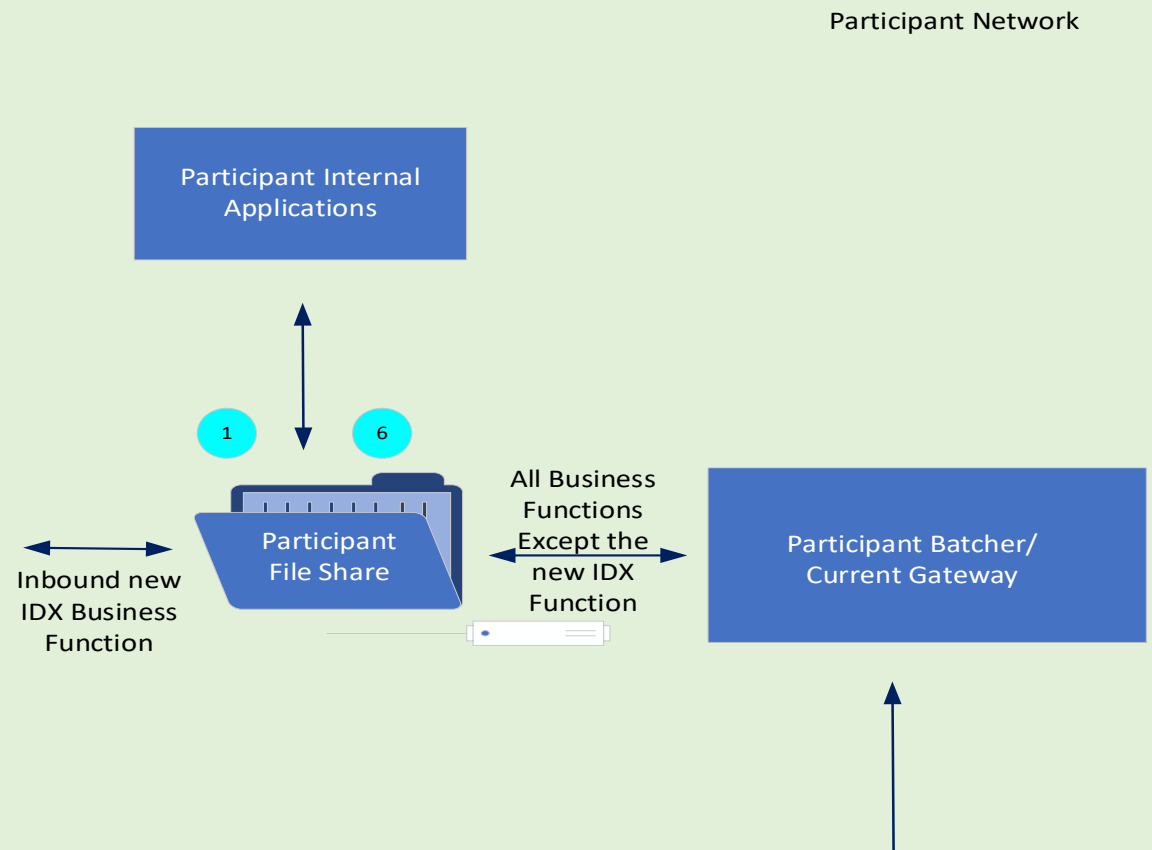 Participant Network
Participant Internal
Applications
1
6
Participant
File Share
All Business
Functions
Except the
new IDX
Function
Participant Batcher/
Current Gateway
Inbound new
IDX Business
Function